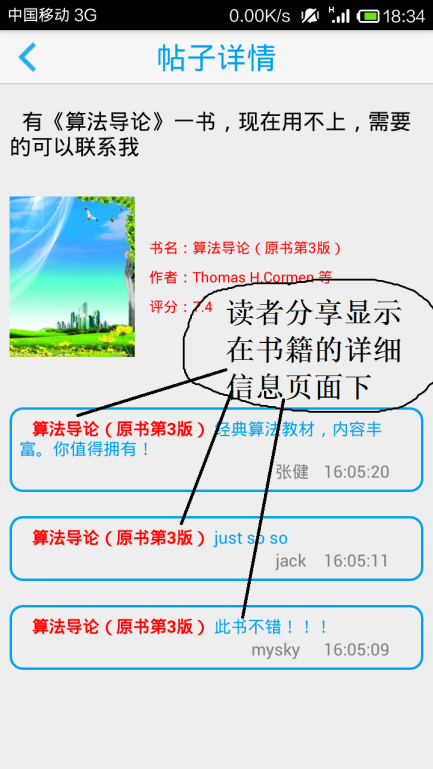 中国移动 3G 0.00K/s H 18:34
帖子详情
有《算法导论》一书，现在用不上，需要
的可以联系我
书名：算法导论（原书第3版）
作者：Thomas H.Cormen 等
评分：7.4
读者分享显示
在书籍的详细
信息页面下
算法导论（原书第3版）经典算法教材，内容丰
富。你值得拥有！
张健 16:05:20
算法导论（原书第3版）just so so
jack 16:05:11
算法导论（原书第3版）此书不错！！！
mysky 16:05:09